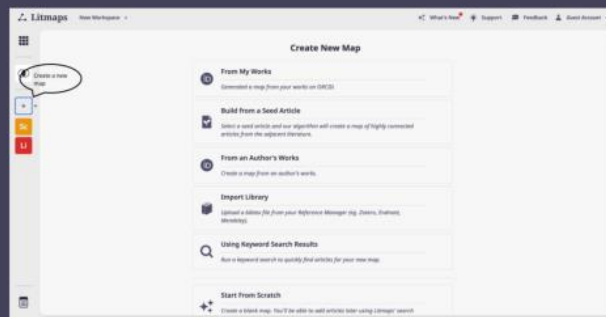 Litmaps New Workspace
What's New Support Feedback Guest Account
Create New Map
Create a new
map
From My Works
Generated a map from your works on ORCID.
+
Build from a Seed Article
Select a seed article and our algorithm will create a map of highly connected
articles from the adjacent literature.
Sc
Li
From an Author's Works
Create a map from an author's works.
Import Library
Upload a bibtex file from your Reference Manager (eg. Zotero, Endnote,
Mendeley).
Using Keyword Search Results
Run a keyword search to quickly find articles for your new map.
Start From Scratch
Create a blank map. You'll be able to add articles later using Litmaps' search